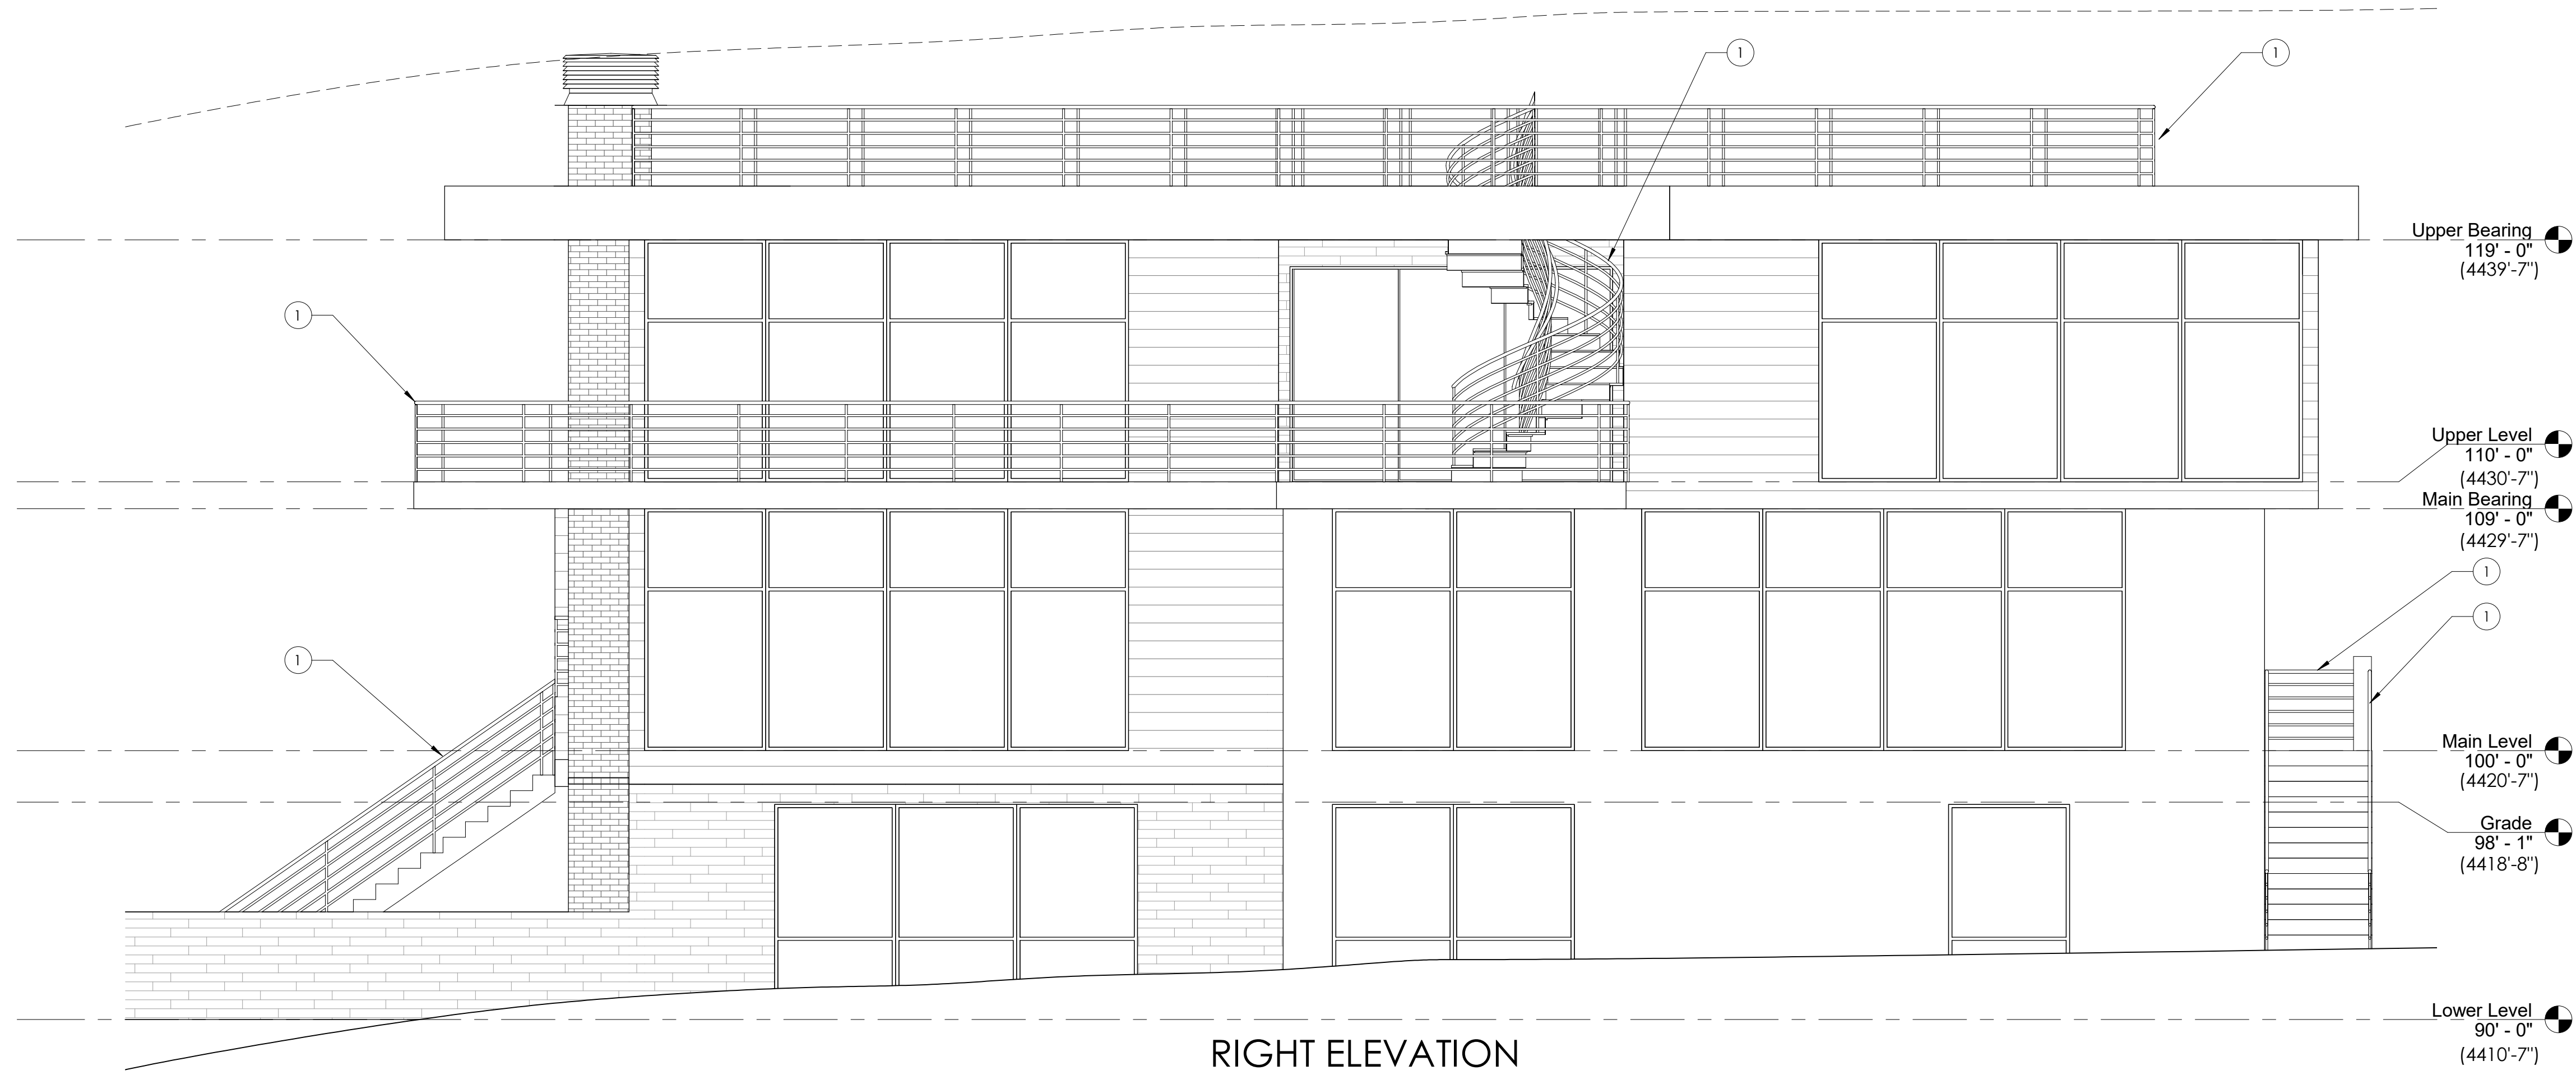 1
1
Upper Bearing
119' - 0"
(4439'-7")
1
Upper Level
110' - 0"
(4430'-7")
Main Bearing
109' - 0"
(4429'-7")
1
1
1
Main Level
100' - 0"
(4420'-7")
Grade
98' - 1"
(4418'-8")
Lower Level
90' - 0"
(4410'-7")
RIGHT ELEVATION